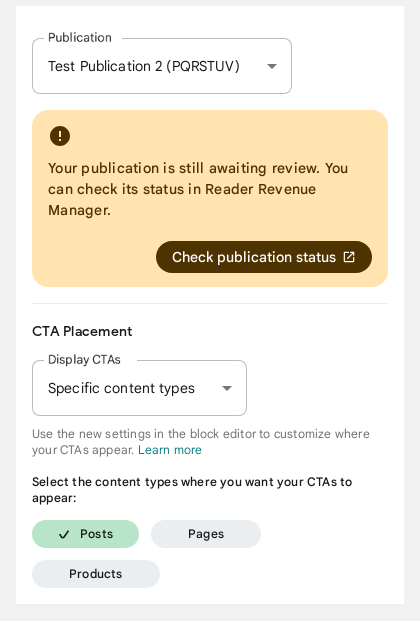 Publication
Test Publication 2 (PQRSTUV)
Your publication is still awaiting review. You
can check its status in Reader Revenue
Manager.
Check publication status
CTA Placement
Display CTAs
Specific content types
Use the new settings in the block editor to customize where
your CTAs appear. Learn more
Select the content types where you want your CTAs to
appear:
Posts
Pages
Products